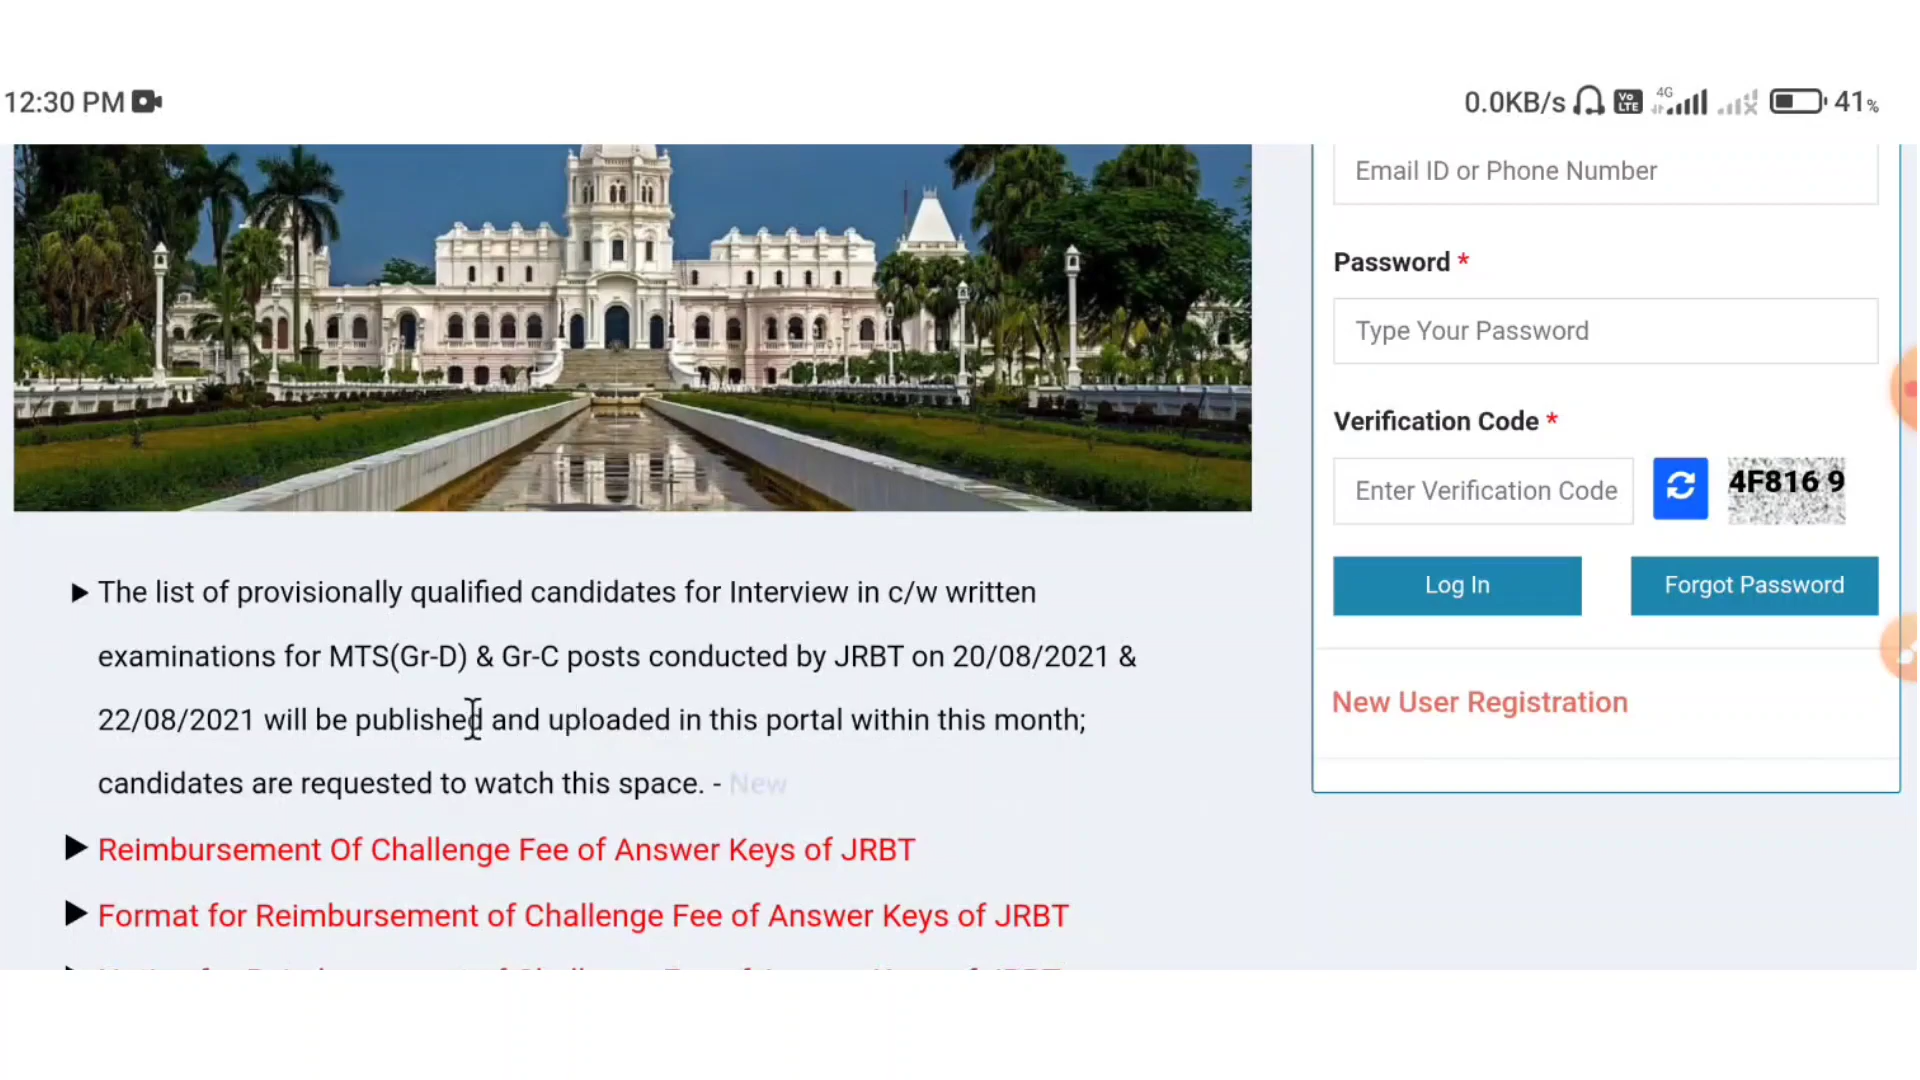 12:30 PM
0.0KB/s Vo LTE 4G 41%
Email ID or Phone Number
Password *
Type Your Password
Verification Code *
Enter Verification Code
4F816 9
Log In
Forgot Password
New User Registration
The list of provisionally qualified candidates for Interview in c/w written
examinations for MTS(Gr-D) & Gr-C posts conducted by JRBT on 20/08/2021 &
22/08/2021 will be published and uploaded in this portal within this month;
candidates are requested to watch this space. - New
Reimbursement Of Challenge Fee of Answer Keys of JRBT
Format for Reimbursement of Challenge Fee of Answer Keys of JRBT